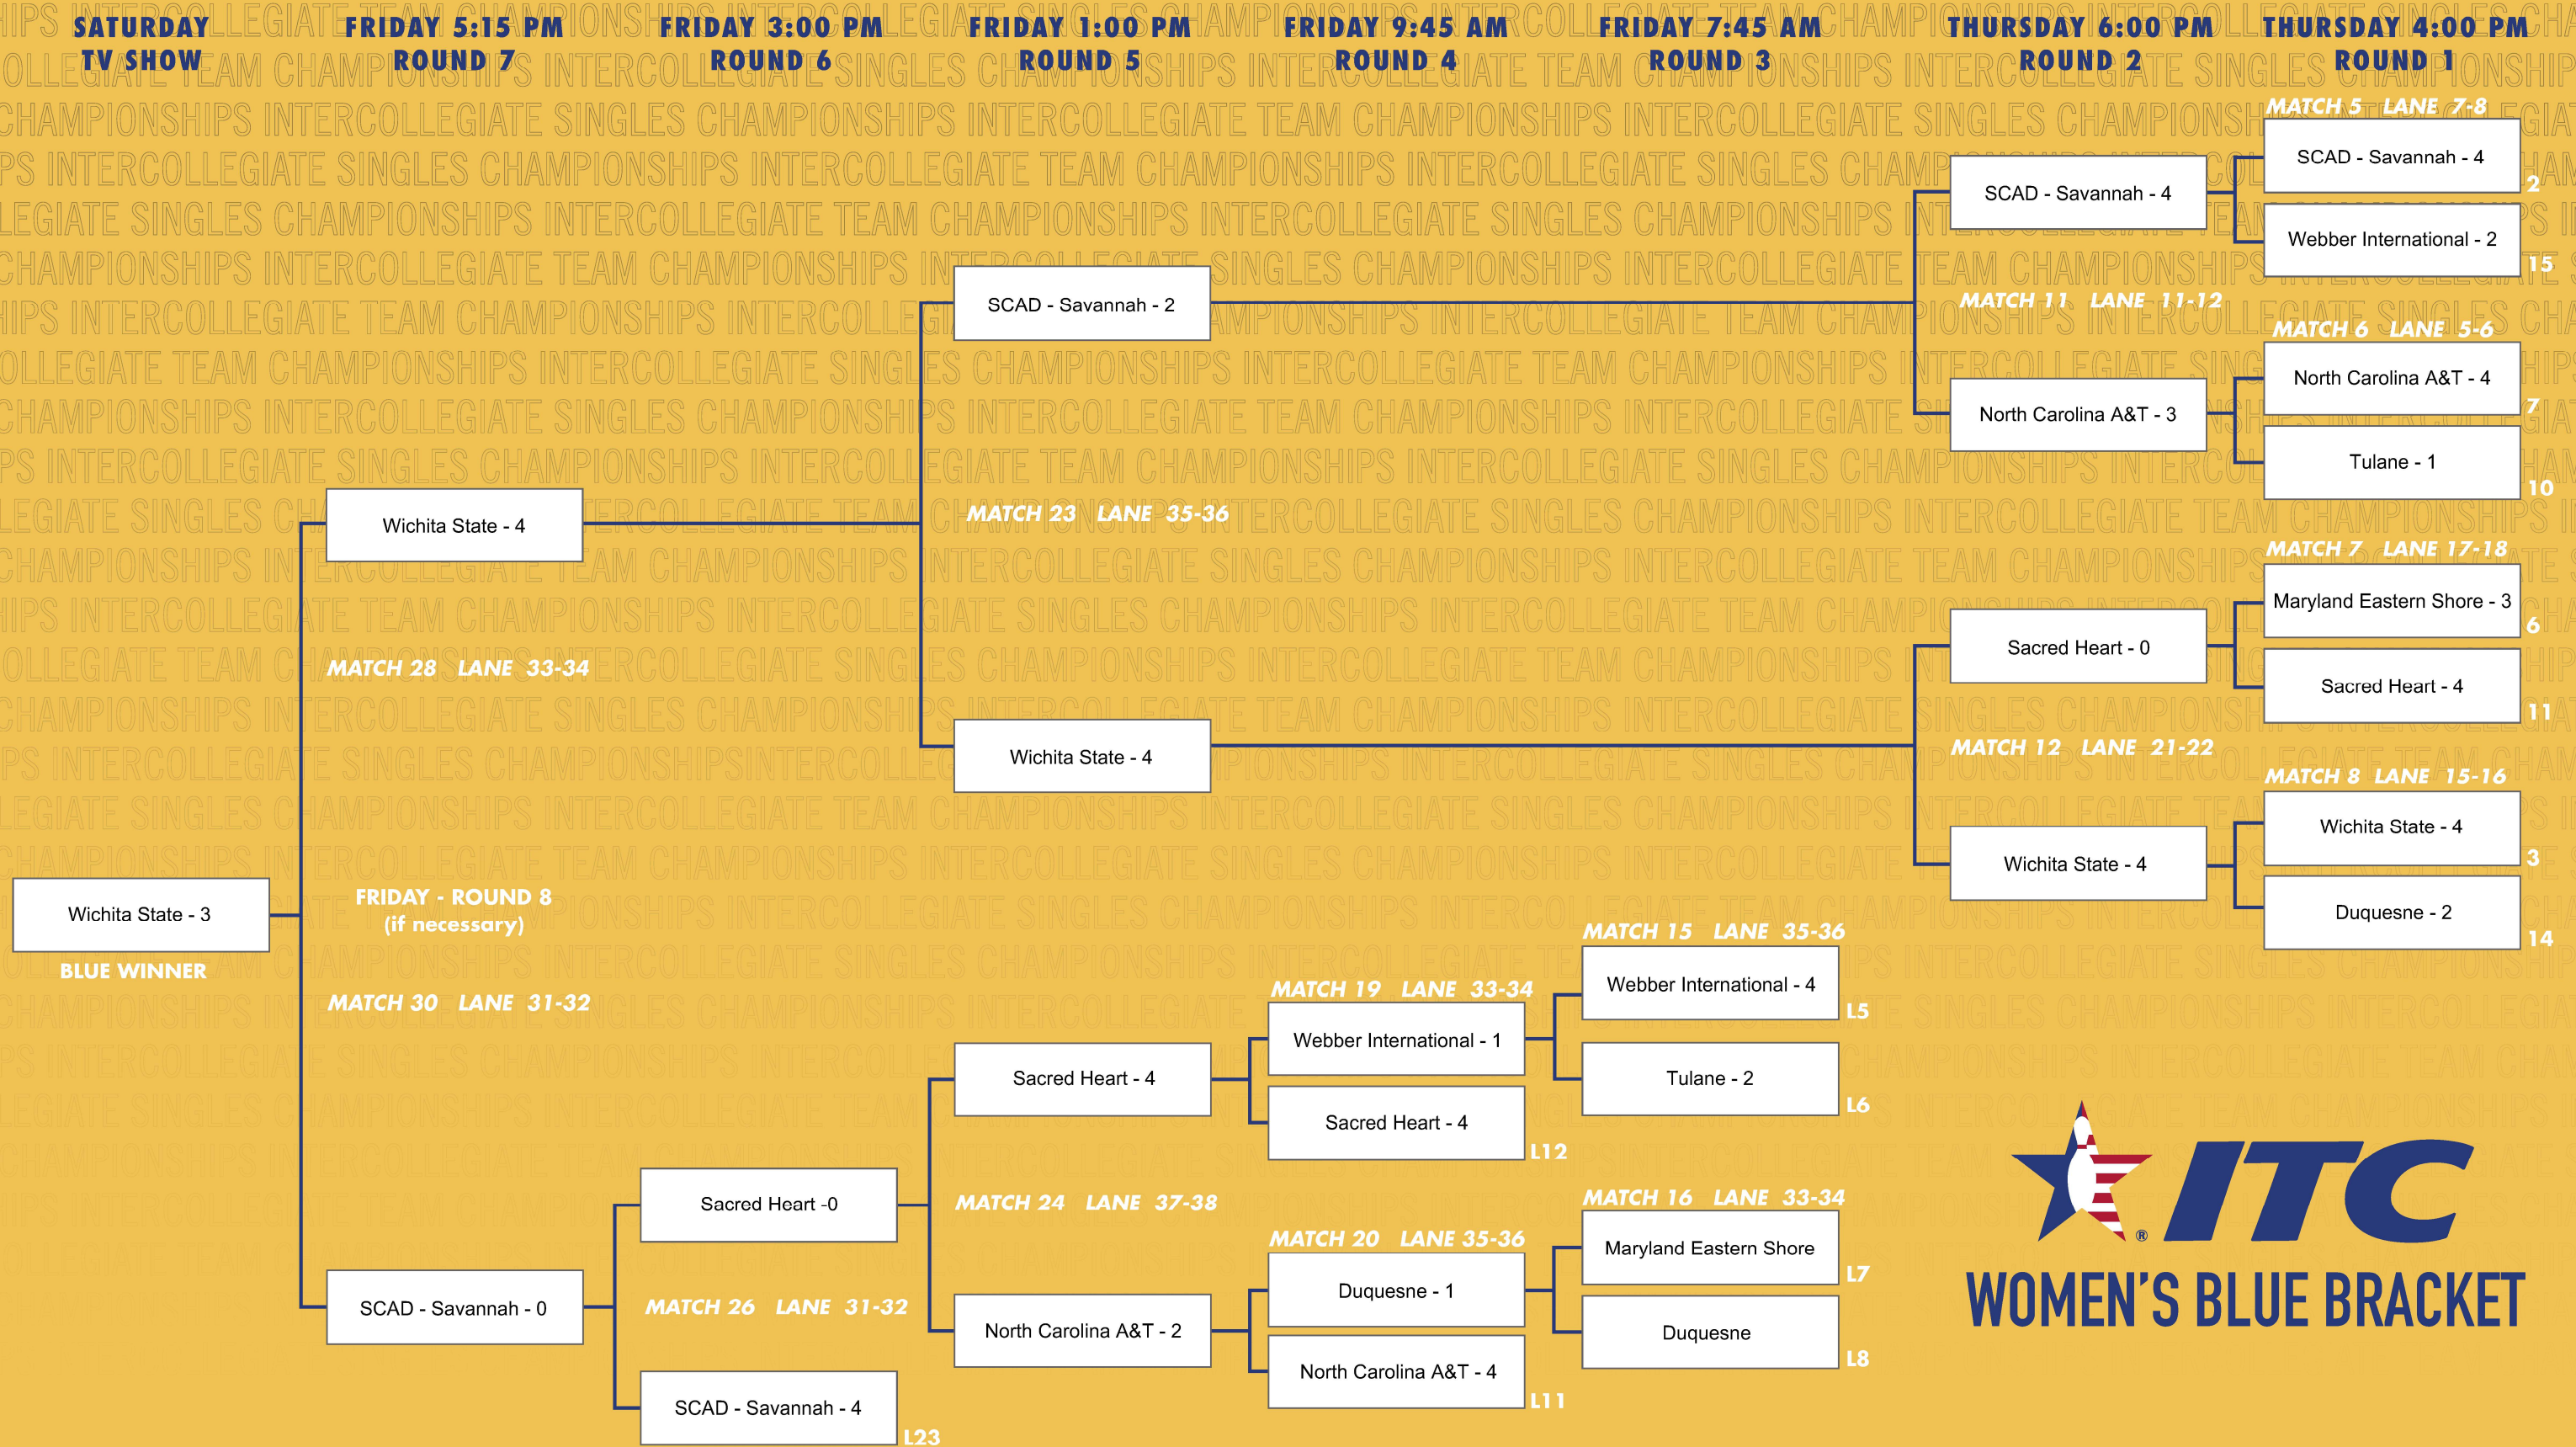 SATURDAY
TV SHOW
FRIDAY 5:15 PM
ROUND 7
FRIDAY 3:00 PM
ROUND 6
FRIDAY 1:00 PM
ROUND 5
FRIDAY 9:45 AM
ROUND 4
FRIDAY 7:45 AM
ROUND 3
THURSDAY 6:00 PM
ROUND 2
THURSDAY 4:00 PM
ROUND 1
MATCH 5 LANE 7-8
SCAD - Savannah - 4
2
Webber International - 2
15
MATCH 6 LANE 5-6
North Carolina A&T - 4
7
Tulane - 1
10
MATCH 7 LANE 17-18
Maryland Eastern Shore - 3
6
Sacred Heart - 4
11
MATCH 8 LANE 15-16
Wichita State - 4
3
Duquesne - 2
14
SCAD - Savannah - 4
MATCH 11 LANE 11-12
North Carolina A&T - 3
Sacred Heart - 0
MATCH 12 LANE 21-22
Wichita State - 4
MATCH 15 LANE 35-36
Webber International - 4
L5
Tulane - 2
L6
MATCH 16 LANE 33-34
Maryland Eastern Shore
L7
Duquesne
L8
MATCH 19 LANE 33-34
Webber International - 1
Sacred Heart - 4
L12
MATCH 20 LANE 35-36
Duquesne - 1
North Carolina A&T - 4
L11
SCAD - Savannah - 2
MATCH 23 LANE 35-36
Wichita State - 4
Sacred Heart - 4
MATCH 24 LANE 37-38
North Carolina A&T - 2
Sacred Heart -0
MATCH 26 LANE 31-32
SCAD - Savannah - 4
L23
Wichita State - 4
MATCH 28 LANE 33-34
FRIDAY - ROUND 8
(if necessary)
MATCH 30 LANE 31-32
SCAD - Savannah - 0
Wichita State - 3
BLUE WINNER
® ITC
WOMEN'S BLUE BRACKET